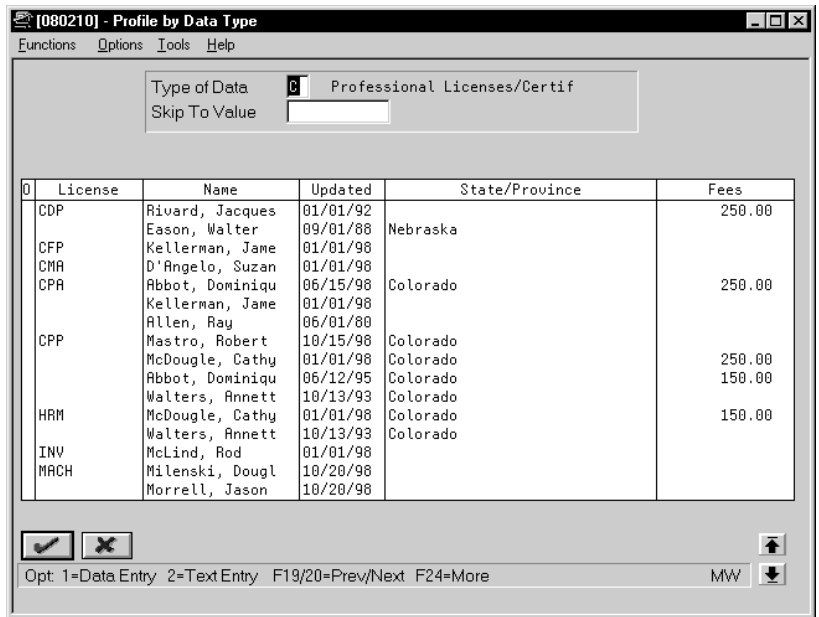 [080210] - Profile by Data Type
Functions Options Tools Help
Type of Data C Professional Licenses/Certif
Skip To Value
O License Name Updated State/Province Fees
CDP Rivard, Jacques 01/01/92 250.00
Eason, Walter 09/01/88 Nebraska
CFP Kellerman, Jame 01/01/98
CMA D'Angelo, Suzan 01/01/98
CPA Abbot, Dominiqu 06/15/98 Colorado 250.00
Kellerman, Jame 01/01/98
Allen, Ray 06/01/80
CPP Mastro, Robert 10/15/98 Colorado
McDougle, Cathy 01/01/98 Colorado 250.00
Abbot, Dominiqu 06/12/95 Colorado 150.00
Walters, Annett 10/13/93 Colorado
HRM McDougle, Cathy 01/01/98 Colorado 150.00
Walters, Annett 10/13/93 Colorado
INV McLind, Rod 01/01/98
MACH Milenski, Dougl 10/20/98
Morrell, Jason 10/20/98
Opt: 1=Data Entry 2=Text Entry F19/20=Prev/Next F24=More MW